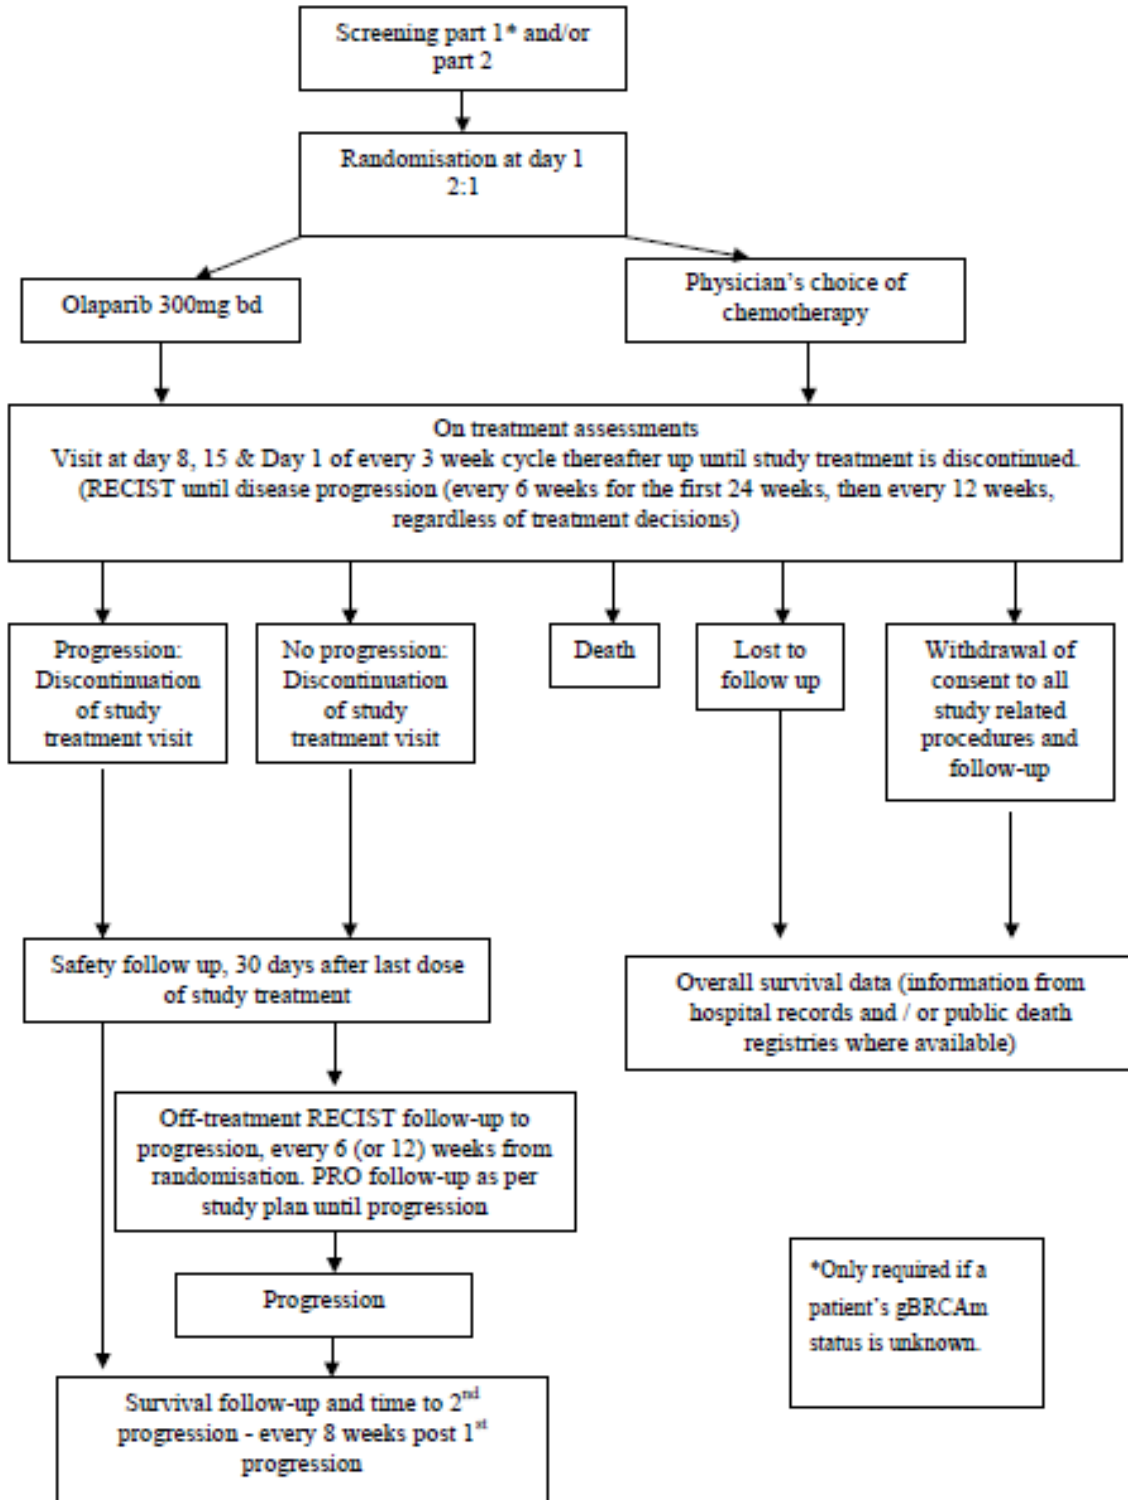 Screening part 1* and/or
part 2
Randomisation at day 1
2:1
Olaparib 300mg bd
Physician's choice of
chemotherapy
On treatment assessments
Visit at day 8, 15 & Day 1 of every 3 week cycle thereafter up until study treatment is discontinued.
(RECIST until disease progression (every 6 weeks for the first 24 weeks, then every 12 weeks,
regardless of treatment decisions)
Progression:
Discontinuation
of study
treatment visit
No progression:
Discontinuation
of study
treatment visit
Death
Lost to
follow up
Withdrawal of
consent to all
study related
procedures and
follow-up
Safety follow up, 30 days after last dose
of study treatment
Overall survival data (information from
hospital records and / or public death
registries where available)
Off-treatment RECIST follow-up to
progression, every 6 (or 12) weeks from
randomisation. PRO follow-up as per
study plan until progression
Progression
*Only required if a
patient's gBRCAm
status is unknown.
Survival follow-up and time to 2nd
progression - every 8 weeks post 1st
progression